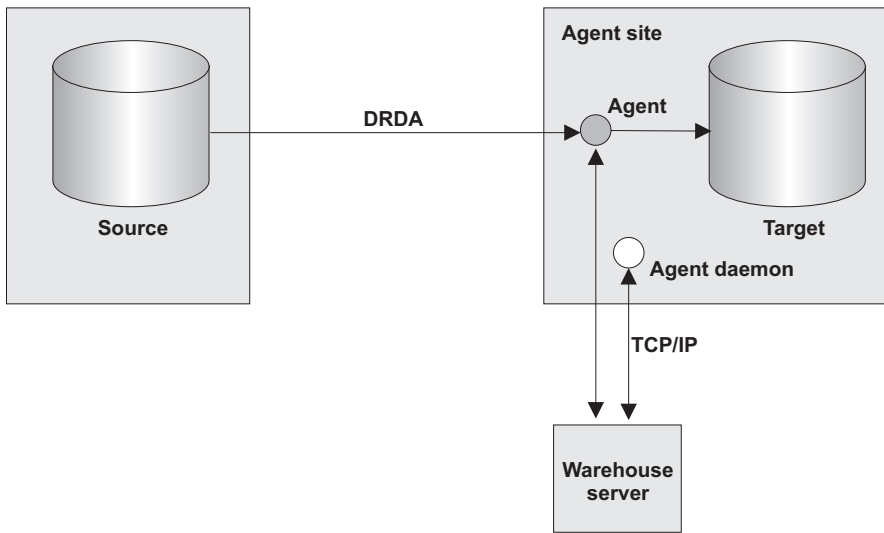 Agent site
DRDA
Agent
Source
Target
Agent daemon
TCP/IP
Warehouse
server